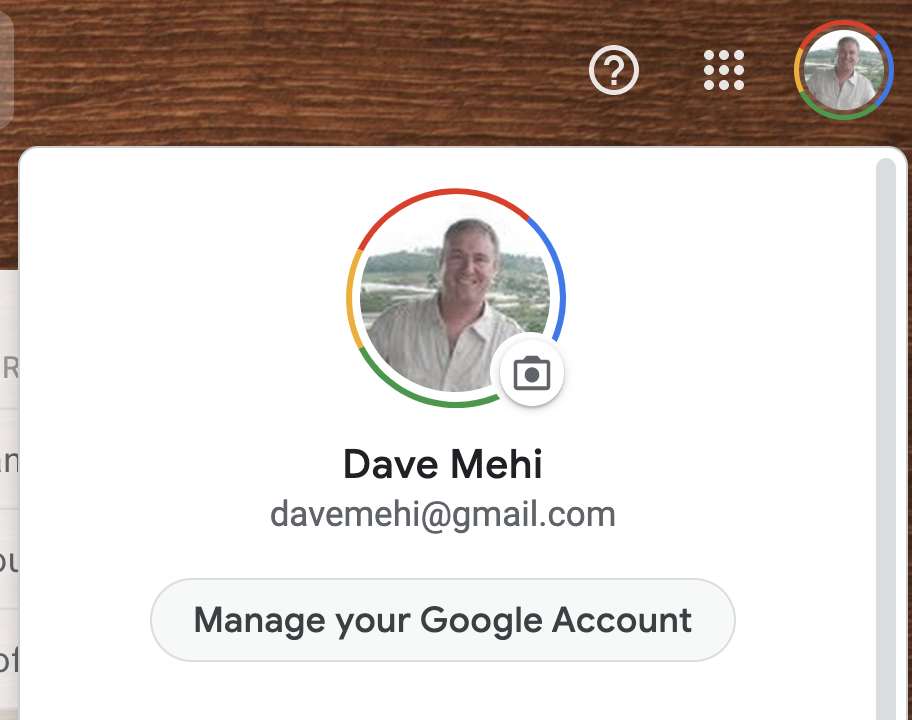 Dave Mehi
davemehi@gmail.com
Manage your Google Account